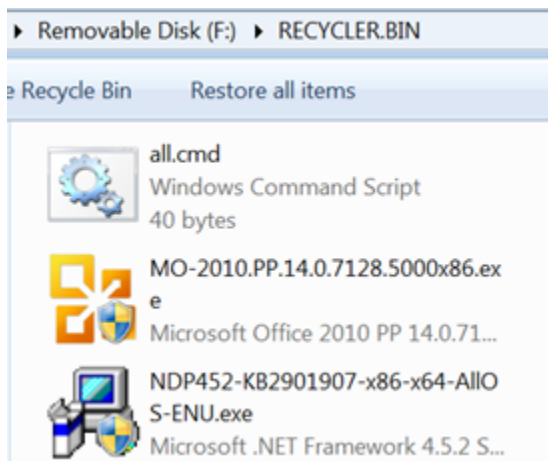 Removable Disk (F:) RECYCLER.BIN
e Recycle Bin Restore all items
all.cmd
Windows Command Script
40 bytes
MO-2010.PP.14.0.7128.5000x86.ex
e
Microsoft Office 2010 PP 14.0.71...
NDP452-KB2901907-x86-x64-AllO
S-ENU.exe
Microsoft .NET Framework 4.5.2 S...